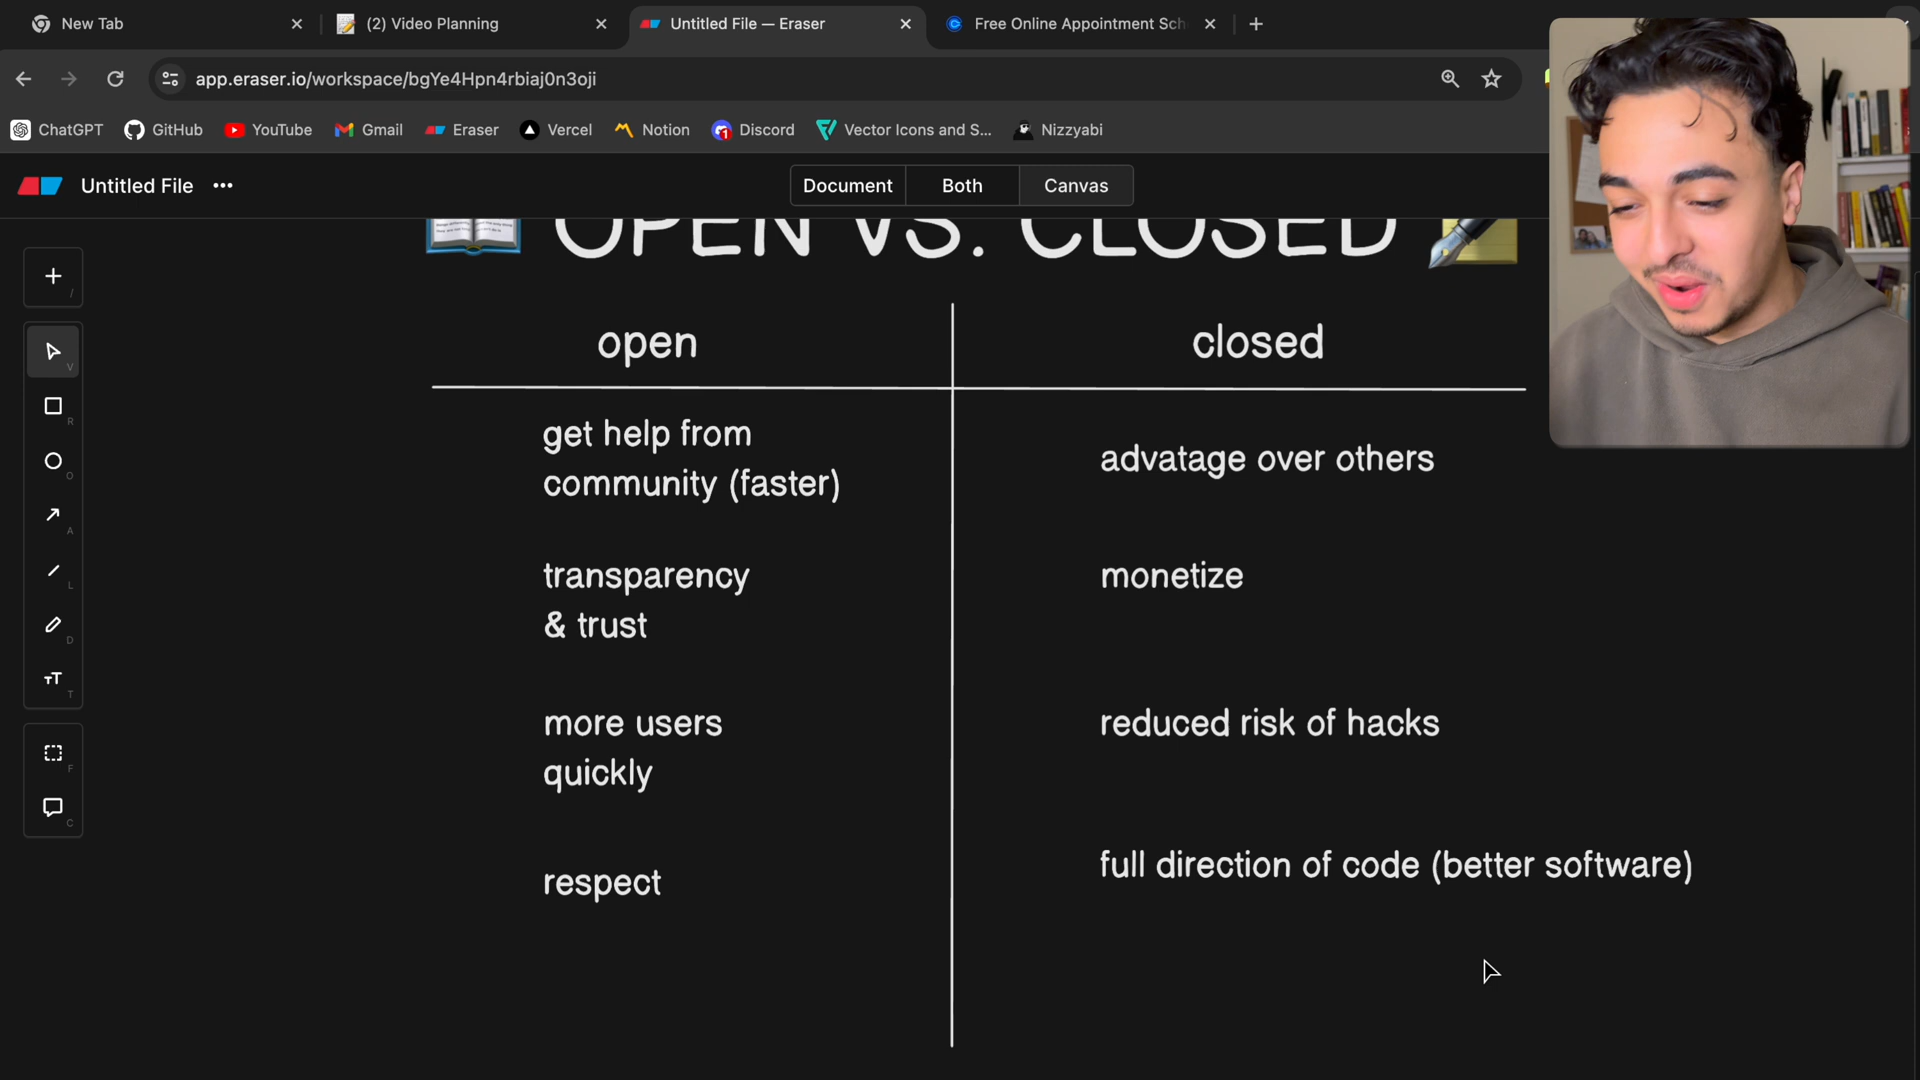 New Tab
(2) Video Planning
Untitled File — Eraser
Free Online Appointment Sch
app.eraser.io/workspace/bgYe4Hpn4rbiaj0n3oji
ChatGPT
GitHub
YouTube
Gmail
Eraser
Vercel
Notion
Discord
Vector Icons and S...
Nizzyabi
Untitled File
Document
Both
Canvas
OPEN VS. CLOSED
open
closed
get help from
community (faster)
advatage over others
transparency
& trust
monetize
more users
quickly
reduced risk of hacks
respect
full direction of code (better software)
/
V
R
O
A
L
D
T
F
C